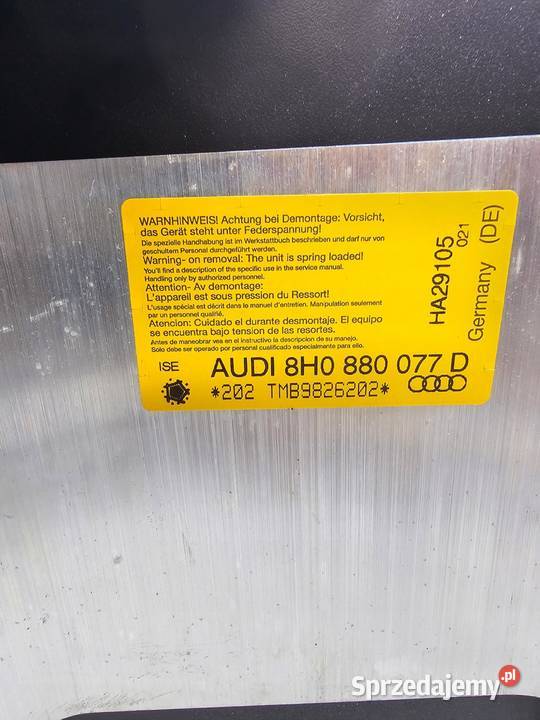 WARNHINWEIS! Achtung bei Demontage: Vorsicht,
das Gerät steht unter Federspannung!
Die spezielle Handhabung ist im Werkstattbuch beschrieben und darf nur von
geschultem Personal durchgeführt werden.
Warning- on removal: The unit is spring loaded!
You'll find a description of the specific use in the service manual.
Handling only by authorized personnel.
Attention- Av demontage:
L'appareil est sous pression du Ressort!
L'usage spécial est décrit dans le manuel d'entretien. Manipulation seulement
par un personnel qualifié.
Atencion: Cuidado el durante desmontaje. El equipo
se encuentra bajo tension de las resortes.
Antes de maneobrar vea en el instructivo la descripcion de su manejo.
Solo debe ser operado por personal cualificado especialmante para ello.
HA29105
021
Germany (DE)
ISE
AUDI 8H0 880 077 D
*202 TMB9826202*
Sprzedajemy.pl